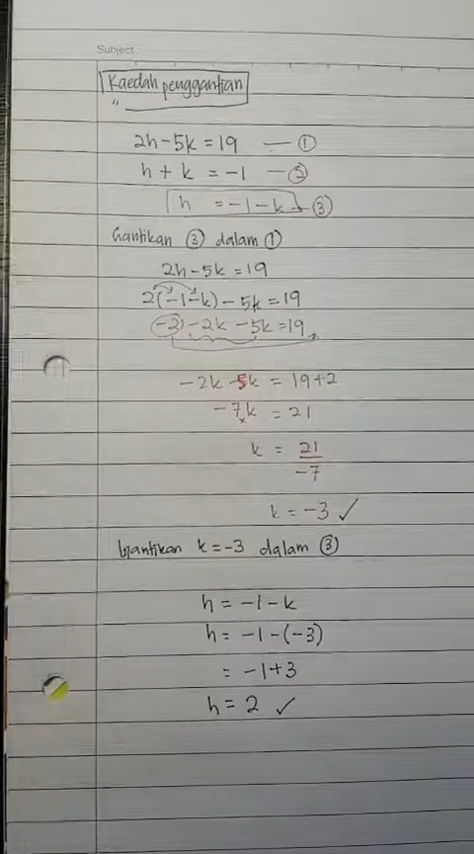 Subject :
Kaedah penggantian
"
2h - 5k = 19 — ①
h + k = -1 — ②
h = -1 - k — ③
Gantikan ③ dalam ①
2h - 5k = 19
2(-1 - k) - 5k = 19
-2 - 2k - 5k = 19
-2k - 5k = 19 + 2
-7k = 21
k = 21/-7
k = -3 ✓
Gantikan k = -3 dalam ③
h = -1 - k
h = -1 - (-3)
= -1 + 3
h = 2 ✓